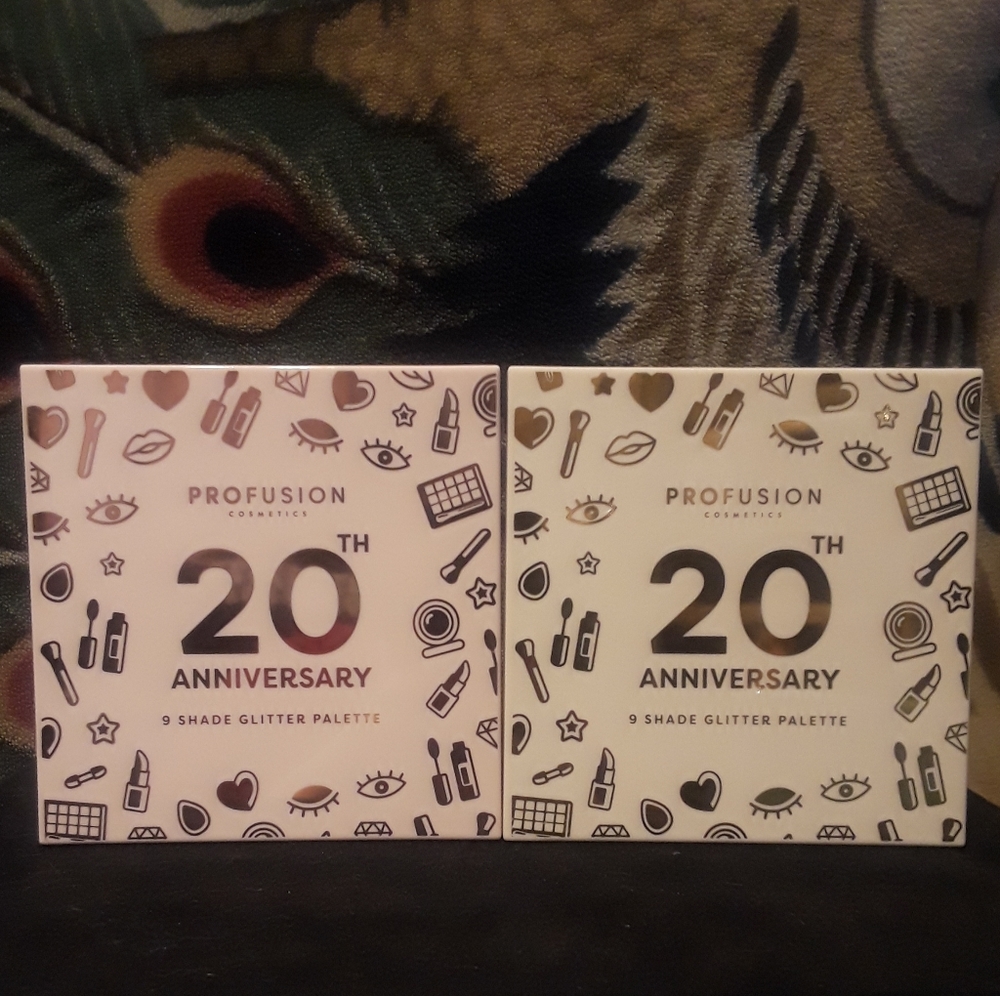 PROFUSION
COSMETICS
20TH
ANNIVERSARY
9 SHADE GLITTER PALETTE
PROFUSION
COSMETICS
20TH
ANNIVERSARY
9 SHADE GLITTER PALETTE